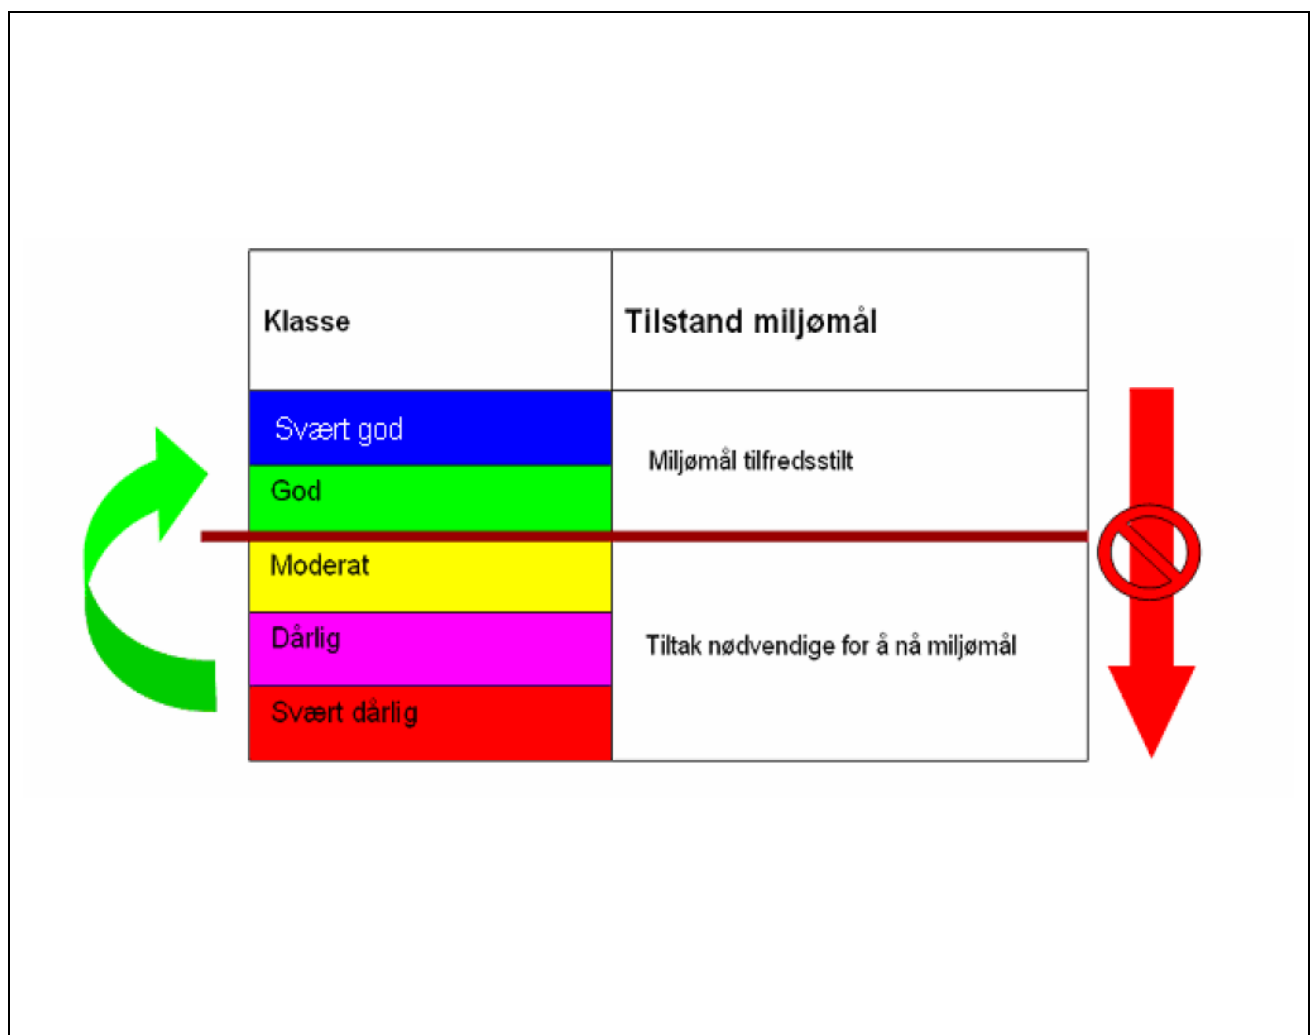 Klasse
Tilstand miljømål
Svært god
Miljømål tilfredsstilt
God
Moderat
Dårlig
Tiltak nødvendige for å nå miljømål
Svært dårlig